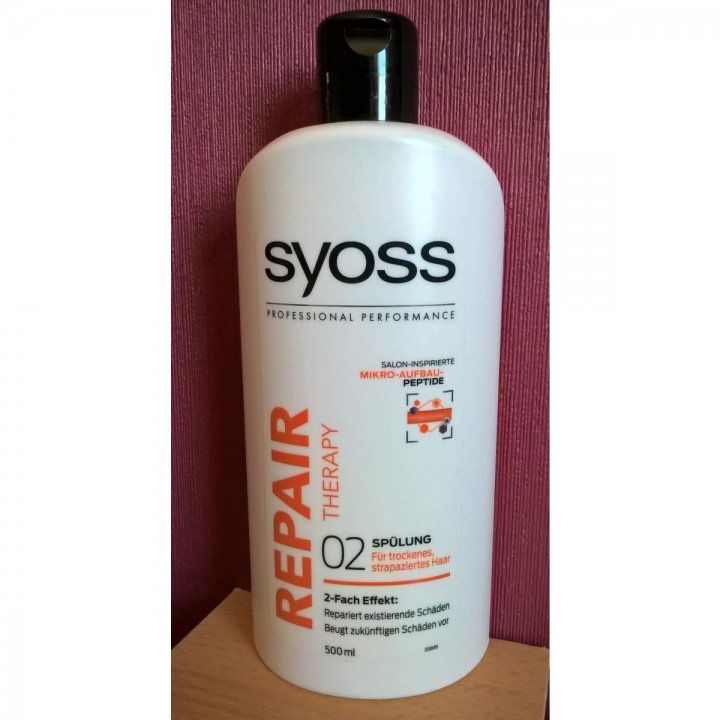 syoss
PROFESSIONAL PERFORMANCE
SALON-INSPIRIERTE
MIKRO-AUFBAU-
PEPTIDE
REPAIR
THERAPY
02
SPÜLUNG
Für trockenes,
strapaziertes Haar
2-Fach Effekt:
Repariert existierende Schäden
Beugt zukünftigen Schäden vor
500 ml